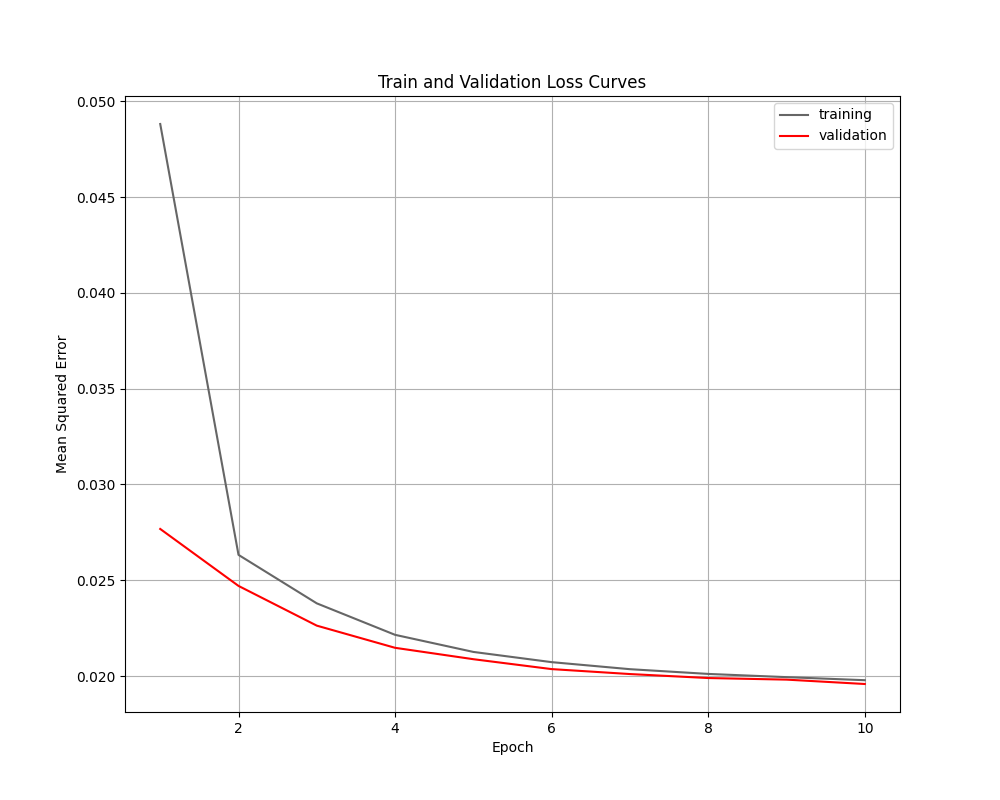 Train and Validation Loss Curves
training
validation
0.050
0.045
0.040
0.035
0.030
0.025
0.020
Mean Squared Error
2 4 6 8 10
Epoch